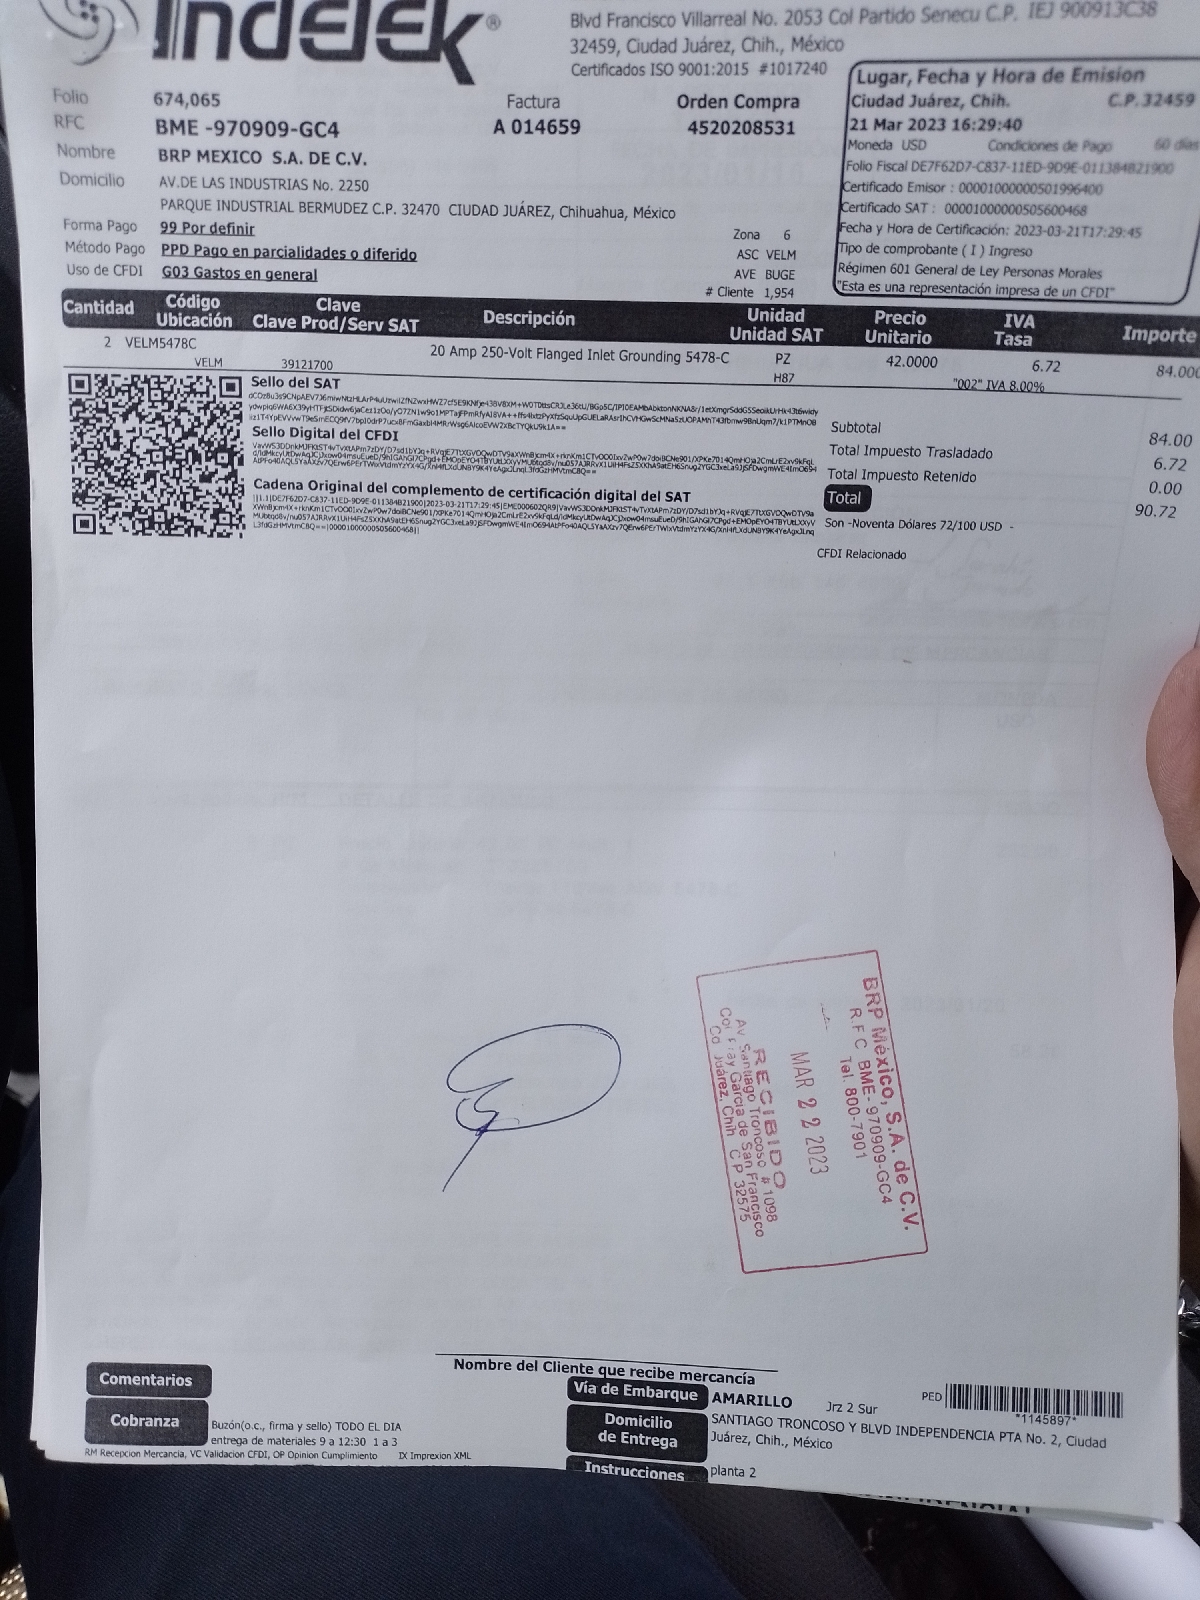 Indelek®
Blvd Francisco Villarreal No. 2053 Col Partido Senecu C.P. IEJ 900913C38
32459, Ciudad Juárez, Chih., México
Certificados ISO 9001:2015 #1017240
Folio 674,065 Factura Orden Compra
RFC BME -970909-GC4 A 014659 4520208531
Nombre BRP MEXICO S.A. DE C.V.
Domicilio AV.DE LAS INDUSTRIAS No. 2250
PARQUE INDUSTRIAL BERMUDEZ C.P. 32470 CIUDAD JUÁREZ, Chihuahua, México
Forma Pago 99 Por definir
Método Pago PPD Pago en parcialidades o diferido
Uso de CFDI G03 Gastos en general
Zona 6
ASC VELM
AVE BUGE
# Cliente 1,954
Lugar, Fecha y Hora de Emision
Ciudad Juárez, Chih. C.P. 32459
21 Mar 2023 16:29:40
Moneda USD Condiciones de Pago 60 dias
Folio Fiscal DE7F62D7-C837-11ED-9D9E-011384821900
Certificado Emisor : 00001000000501996400
Certificado SAT : 00001000000505600468
Fecha y Hora de Certificación: 2023-03-21T17:29:45
Tipo de comprobante ( I ) Ingreso
Régimen 601 General de Ley Personas Morales
"Esta es una representación impresa de un CFDI"
Cantidad Código Ubicación Clave Clave Prod/Serv SAT Descripción Unidad Unidad SAT Precio Unitario IVA Tasa Importe
2 VELM5478C 20 Amp 250-Volt Flanged Inlet Grounding 5478-C PZ 42.0000 6.72 84.000
VELM 39121700 H87 "002" IVA 8.00%
Sello del SAT
Sello Digital del CFDI
Cadena Original del complemento de certificación digital del SAT
Subtotal 84.00
Total Impuesto Trasladado 6.72
Total Impuesto Retenido 0.00
Total 90.72
Son -Noventa Dólares 72/100 USD -
CFDI Relacionado
BRP México, S.A. de C.V.
R.F.C. BME- 970909-GC4
Tel. 800-7901
MAR 22 2023
RECIBIDO
Av. Santiago Troncoso # 1098
Col Fray Garcia de San Francisco
Cd Juárez, Chih C P 32575
Nombre del Cliente que recibe mercancía
Comentarios
Cobranza Buzón(o.c., firma y sello) TODO EL DIA
entrega de materiales 9 a 12:30 1 a 3
RM Recepcion Mercancia, VC Validacion CFDI, OP Opinion Cumplimiento IX Imprexion XML
Vía de Embarque AMARILLO Jrz 2 Sur PED *1145897*
Domicilio de Entrega SANTIAGO TRONCOSO Y BLVD INDEPENDENCIA PTA No. 2, Ciudad
Juárez, Chih., México
Instrucciones planta 2